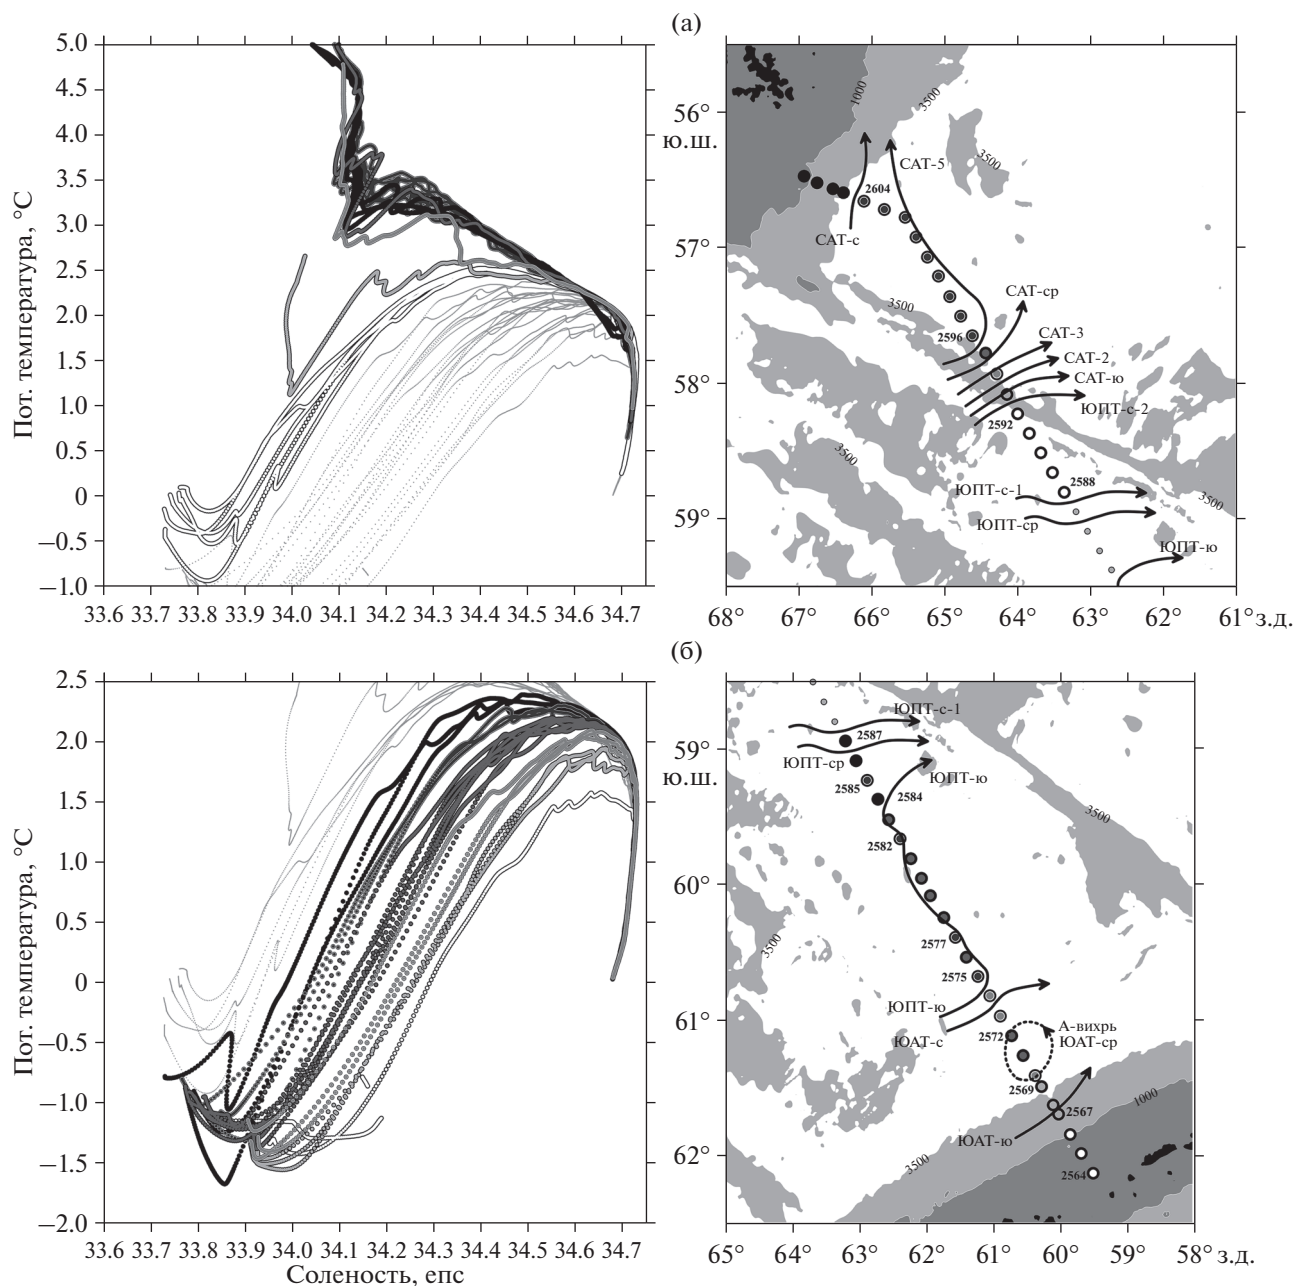 (а)
5.0
4.5
4.0
3.5
3.0
2.5
2.0
1.5
1.0
0.5
0
−0.5
−1.0
Пот. температура, °С
33.6 33.7 33.8 33.9 34.0 34.1 34.2 34.3 34.4 34.5 34.6 34.7
56°
ю.ш.
57°
58°
59°
1000
3500
3500
САТ-5
2604
САТ-с
3500
САТ-ср
2596
САТ-3
САТ-2
САТ-ю
ЮПТ-с-2
2592
3500
2588
ЮПТ-с-1
3500
ЮПТ-ср
ЮПТ-ю
68° 67° 66° 65° 64° 63° 62° 61° з.д.
(б)
2.5
2.0
1.5
1.0
0.5
0
−0.5
−1.0
−1.5
−2.0
Пот. температура, °С
33.6 33.7 33.8 33.9 34.0 34.1 34.2 34.3 34.4 34.5 34.6 34.7
Соленость, епс
59°
ю.ш.
60°
61°
62°
ЮПТ-с-1
2587
ЮПТ-ср
ЮПТ-ю
2585
2584
3500
2582
2577
3500
2575
ЮПТ-ю
ЮАТ-с
А-вихрь
2572
ЮАТ-ср
2569
1000
2567
ЮАТ-ю
3500
2564
65° 64° 63° 62° 61° 60° 59° 58° з.д.